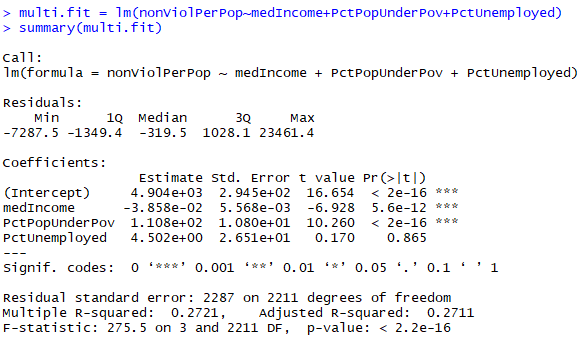 > multi.fit = lm(nonViolPerPop~medIncome+PctPopUnderPov+PctUnemployed)
> summary(multi.fit)
Call:
lm(formula = nonViolPerPop ~ medIncome + PctPopUnderPov + PctUnemployed)
Residuals:
Min 1Q Median 3Q Max
-7287.5 -1349.4 -319.5 1028.1 23461.4
Coefficients:
Estimate Std. Error t value Pr(>|t|)
(Intercept) 4.904e+03 2.945e+02 16.654 < 2e-16 ***
medIncome -3.858e-02 5.568e-03 -6.928 5.6e-12 ***
PctPopUnderPov 1.108e+02 1.080e+01 10.260 < 2e-16 ***
PctUnemployed 4.502e+00 2.651e+01 0.170 0.865
---
Signif. codes: 0 ‘***’ 0.001 ‘**’ 0.01 ‘*’ 0.05 ‘.’ 0.1 ‘ ’ 1
Residual standard error: 2287 on 2211 degrees of freedom
Multiple R-squared: 0.2721, Adjusted R-squared: 0.2711
F-statistic: 275.5 on 3 and 2211 DF, p-value: < 2.2e-16